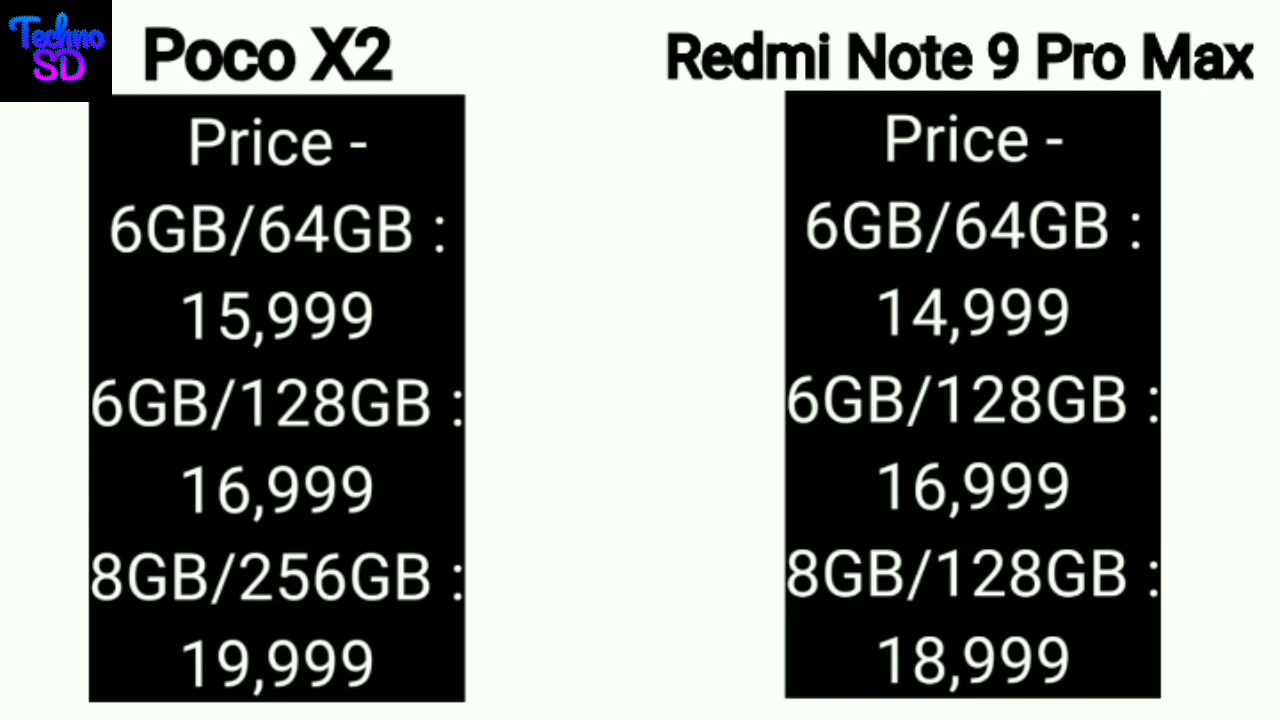 Techno
SD
Poco X2
Price -
6GB/64GB :
15,999
6GB/128GB :
16,999
8GB/256GB :
19,999
Redmi Note 9 Pro Max
Price -
6GB/64GB :
14,999
6GB/128GB :
16,999
8GB/128GB :
18,999